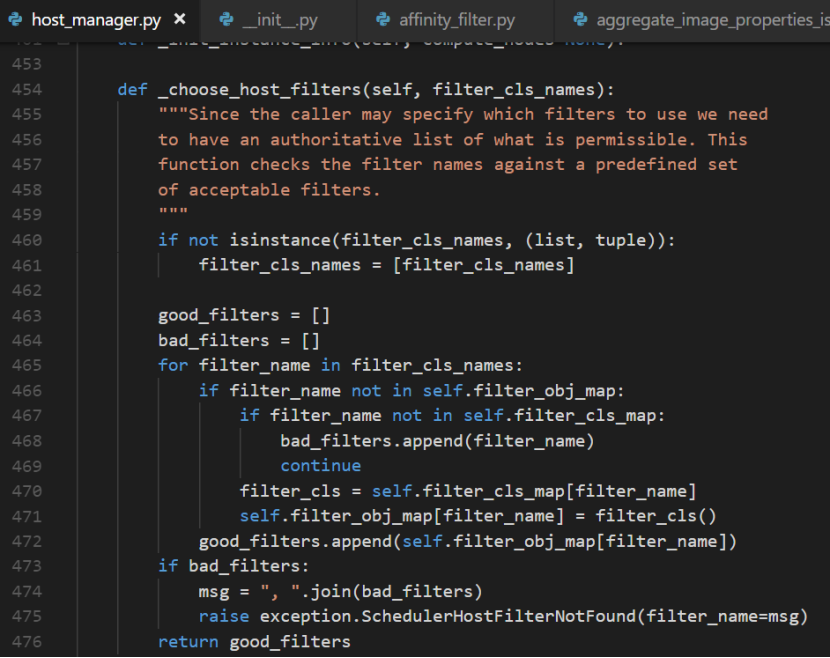 host_manager.py × __init__.py affinity_filter.py aggregate_image_properties_is
453
454 def _choose_host_filters(self, filter_cls_names):
455 """Since the caller may specify which filters to use we need
456 to have an authoritative list of what is permissible. This
457 function checks the filter names against a predefined set
458 of acceptable filters.
459 """
460 if not isinstance(filter_cls_names, (list, tuple)):
461 filter_cls_names = [filter_cls_names]
462
463 good_filters = []
464 bad_filters = []
465 for filter_name in filter_cls_names:
466 if filter_name not in self.filter_obj_map:
467 if filter_name not in self.filter_cls_map:
468 bad_filters.append(filter_name)
469 continue
470 filter_cls = self.filter_cls_map[filter_name]
471 self.filter_obj_map[filter_name] = filter_cls()
472 good_filters.append(self.filter_obj_map[filter_name])
473 if bad_filters:
474 msg = ", ".join(bad_filters)
475 raise exception.SchedulerHostFilterNotFound(filter_name=msg)
476 return good_filters